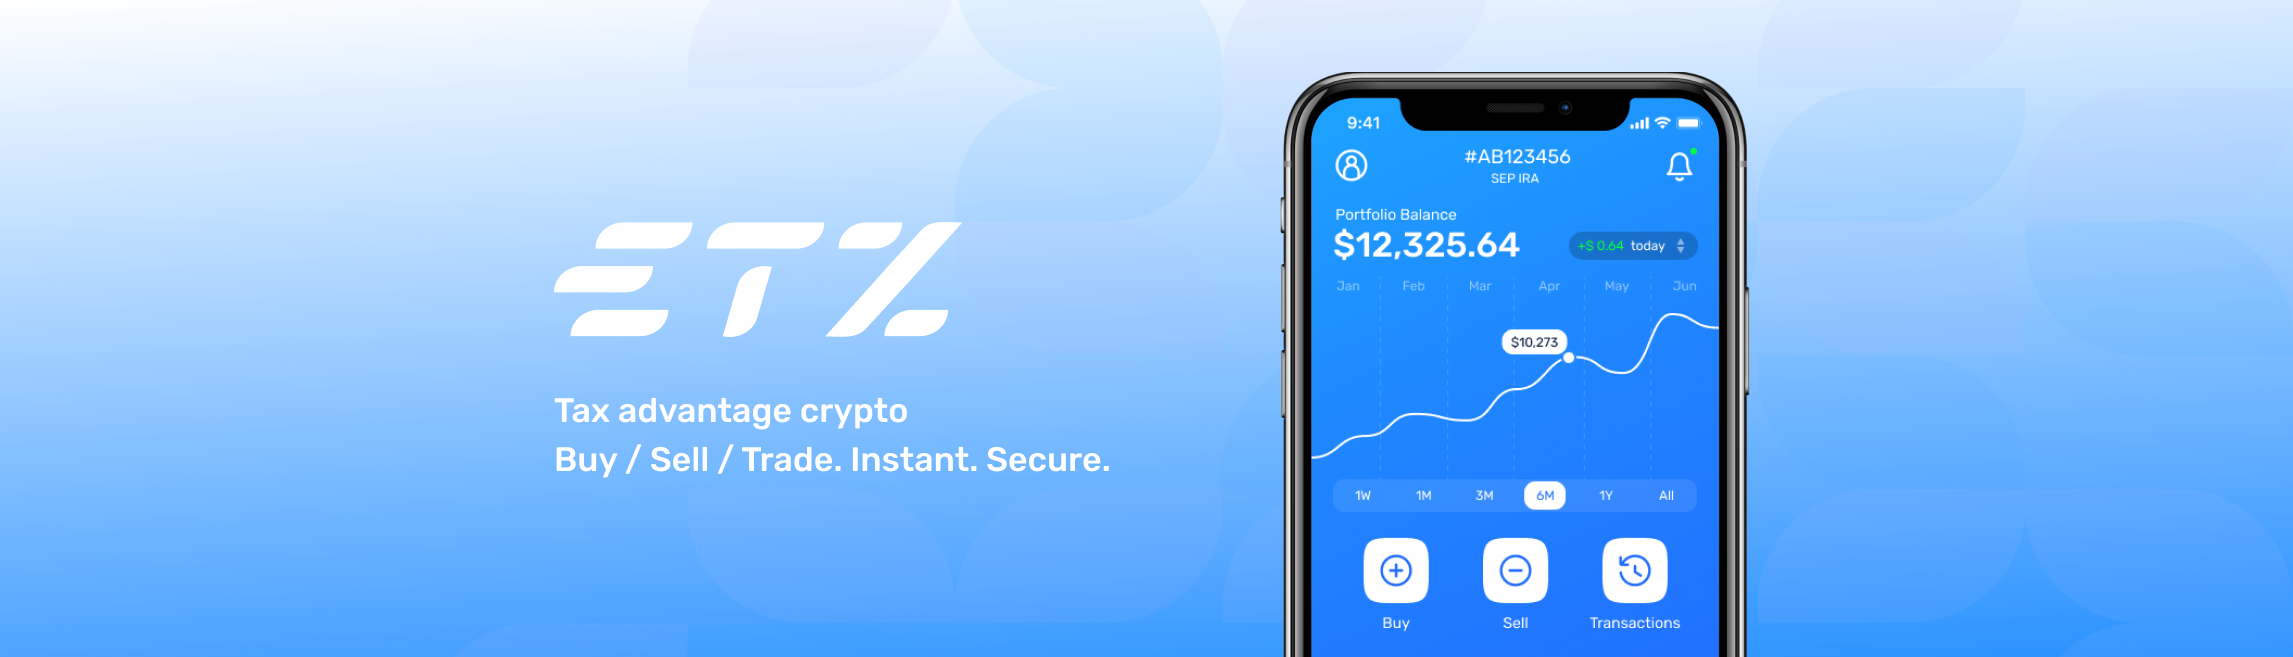 ETZ
Tax advantage crypto
Buy / Sell / Trade. Instant. Secure.
9:41
#AB123456
SEP IRA
Portfolio Balance
$12,325.64
+$ 0.64 today
Jan Feb Mar Apr May Jun
$10,273
1W 1M 3M 6M 1Y All
Buy Sell Transactions